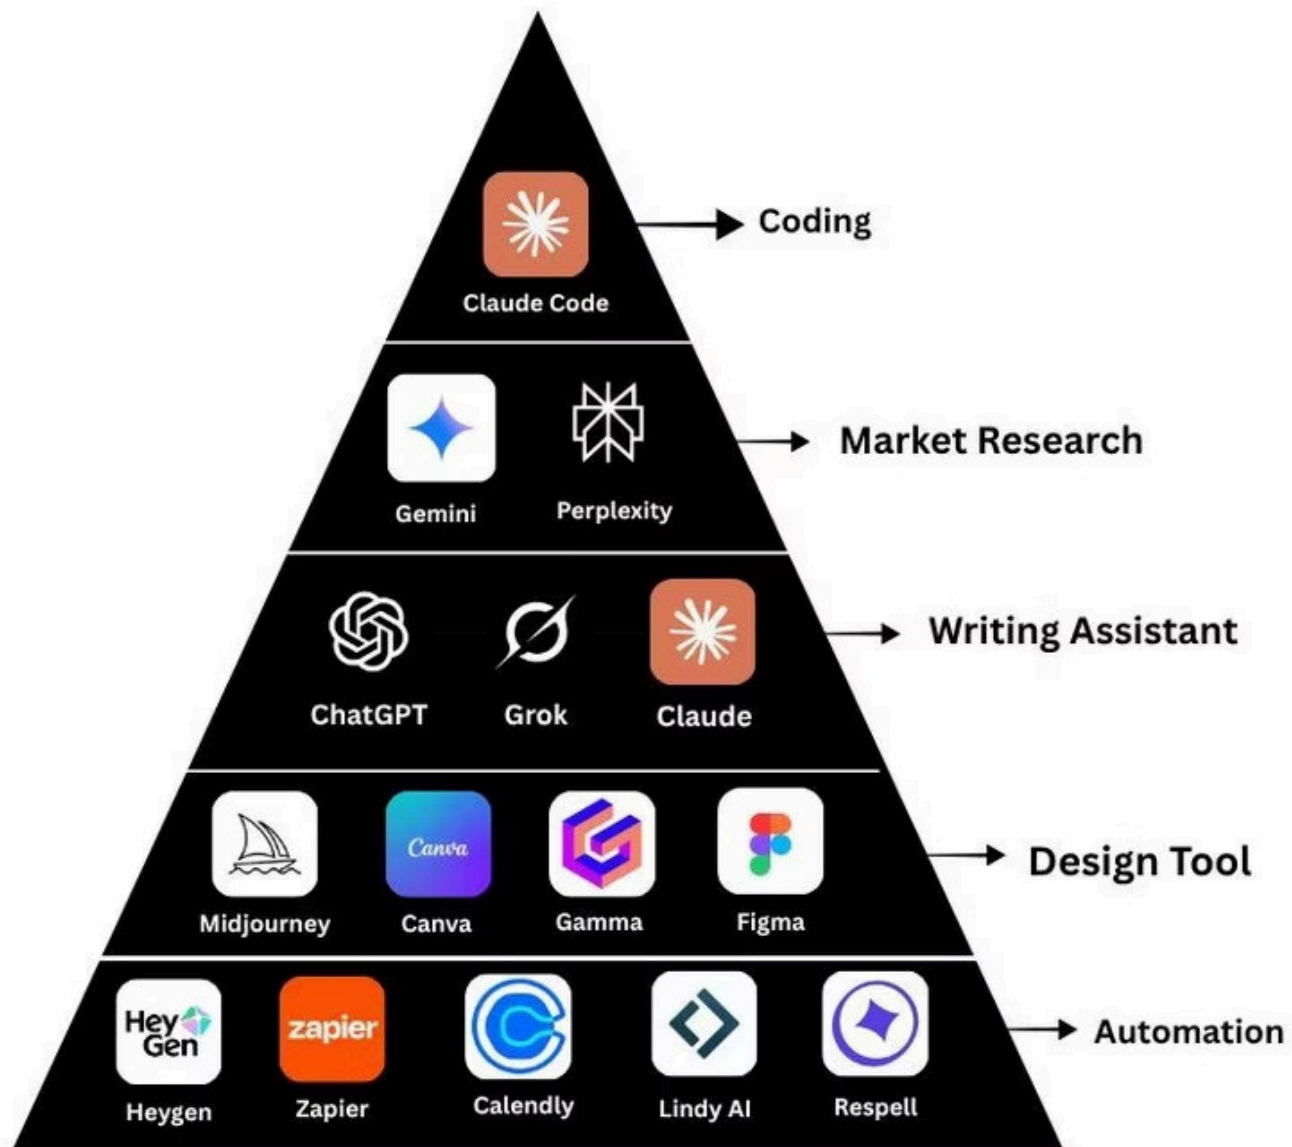 Coding
Claude Code
Market Research
Gemini Perplexity
Writing Assistant
ChatGPT Grok Claude
Canva
Design Tool
Midjourney Canva Gamma Figma
Hey
Gen
zapier
Automation
Heygen Zapier Calendly Lindy AI Respell